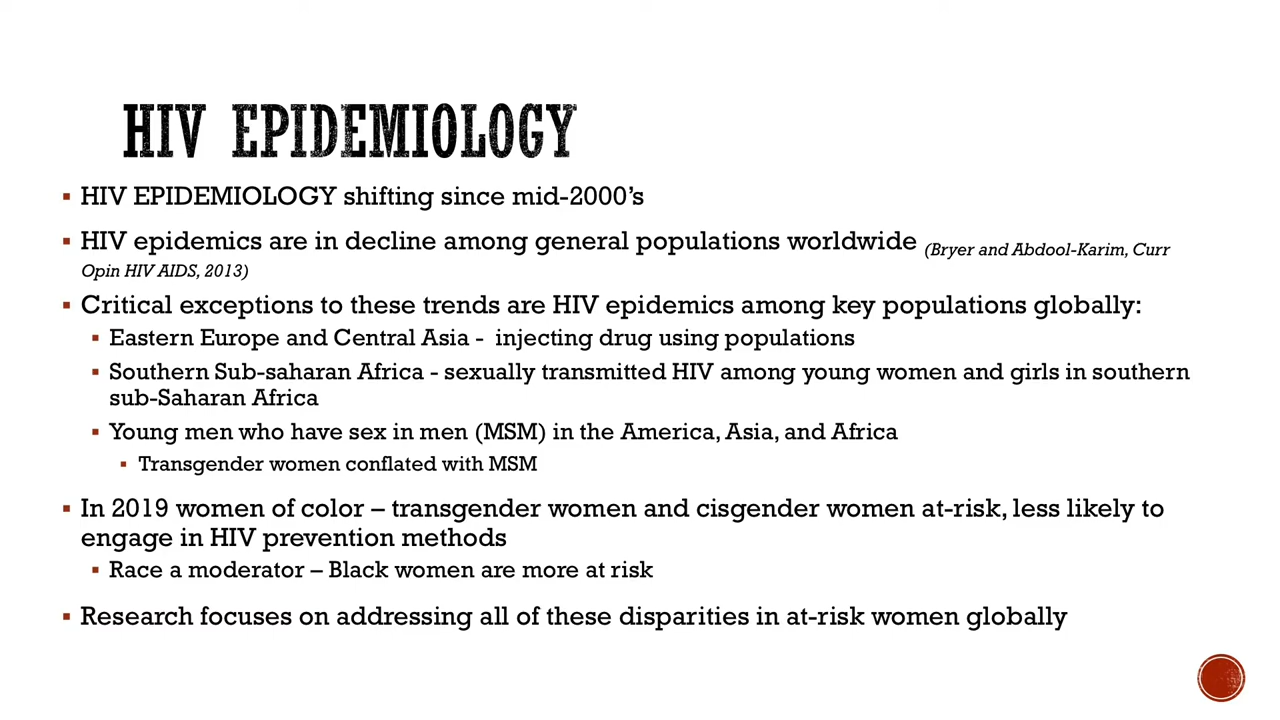 HIV EPIDEMIOLOGY
▪ HIV EPIDEMIOLOGY shifting since mid-2000’s
▪ HIV epidemics are in decline among general populations worldwide (Bryer and Abdool-Karim, Curr
Opin HIV AIDS, 2013)
▪ Critical exceptions to these trends are HIV epidemics among key populations globally:
▪ Eastern Europe and Central Asia - injecting drug using populations
▪ Southern Sub-saharan Africa - sexually transmitted HIV among young women and girls in southern
sub-Saharan Africa
▪ Young men who have sex in men (MSM) in the America, Asia, and Africa
▪ Transgender women conflated with MSM
▪ In 2019 women of color – transgender women and cisgender women at-risk, less likely to
engage in HIV prevention methods
▪ Race a moderator – Black women are more at risk
▪ Research focuses on addressing all of these disparities in at-risk women globally